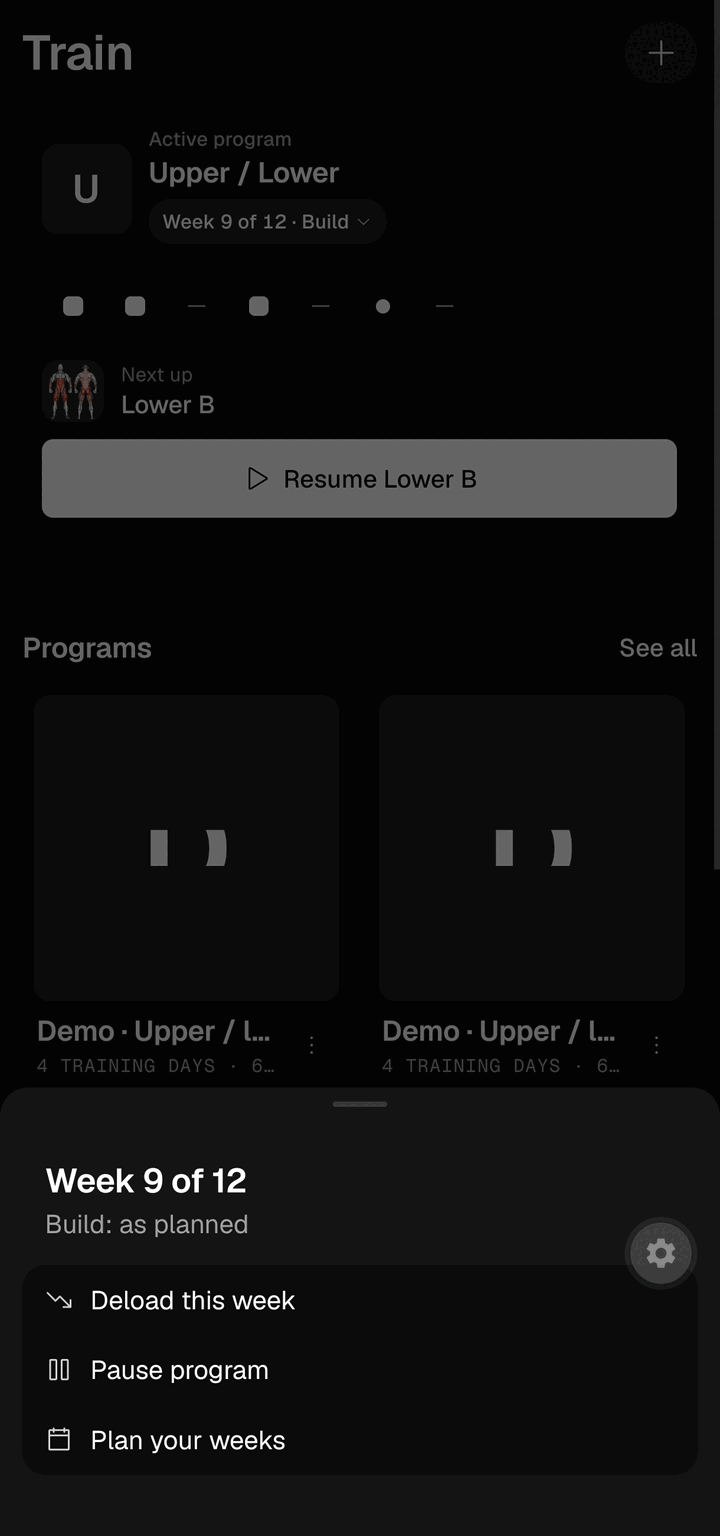 Train
Active program
U
Upper / Lower
Week 9 of 12 · Build
Next up
Lower B
Resume Lower B
Programs
See all
Demo · Upper / l…
4 TRAINING DAYS · 6…
Demo · Upper / l…
4 TRAINING DAYS · 6…
Week 9 of 12
Build: as planned
Deload this week
Pause program
Plan your weeks